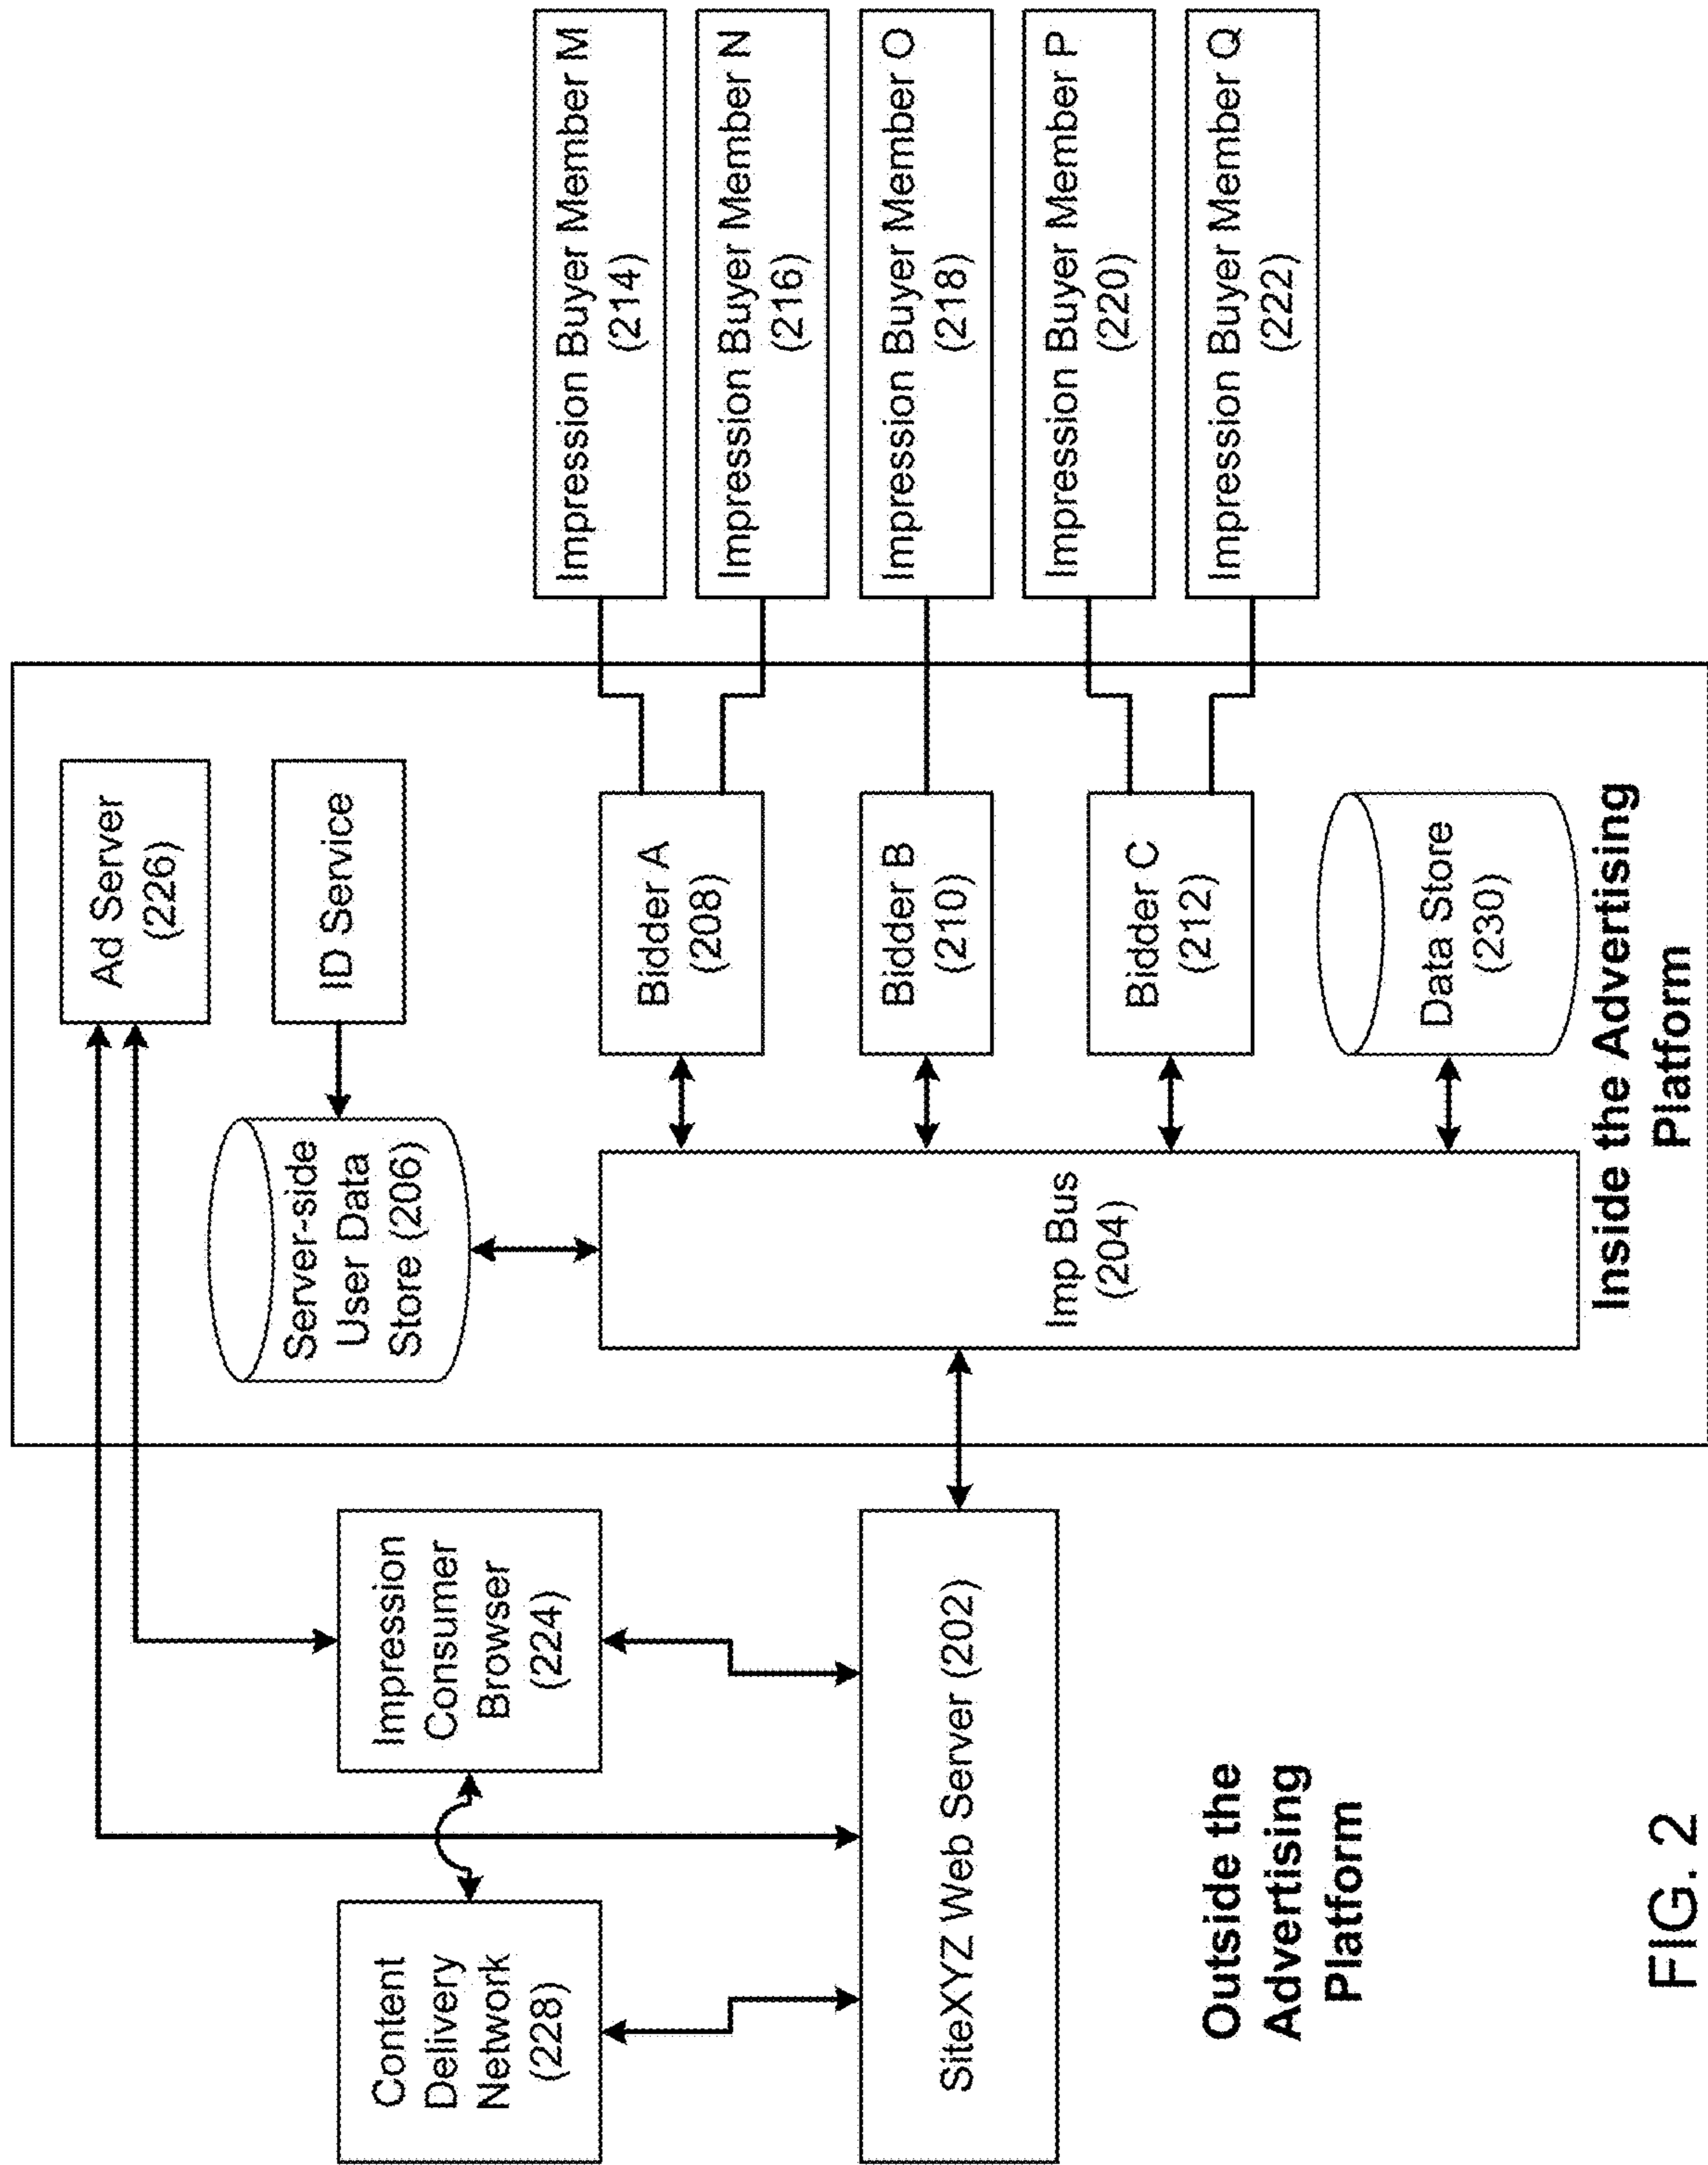 Content
Delivery
Network
(228)
Impression
Consumer
Browser
(224)
SiteXYZ Web Server (202)
Outside the
Advertising
Platform
Ad Server
(226)
ID Service
Server-side
User Data
Store (206)
Imp Bus
(204)
Bidder A
(208)
Bidder B
(210)
Bidder C
(212)
Data Store
(230)
Inside the Advertising
Platform
Impression Buyer Member M
(214)
Impression Buyer Member N
(216)
Impression Buyer Member O
(218)
Impression Buyer Member P
(220)
Impression Buyer Member Q
(222)
FIG. 2